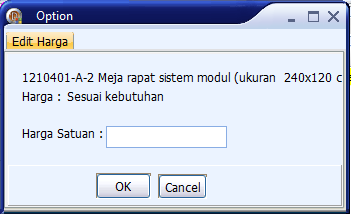 Option
Edit Harga
1210401-A-2 Meja rapat sistem modul (ukuran 240x120 c
Harga : Sesuai kebutuhan
Harga Satuan :
OK Cancel